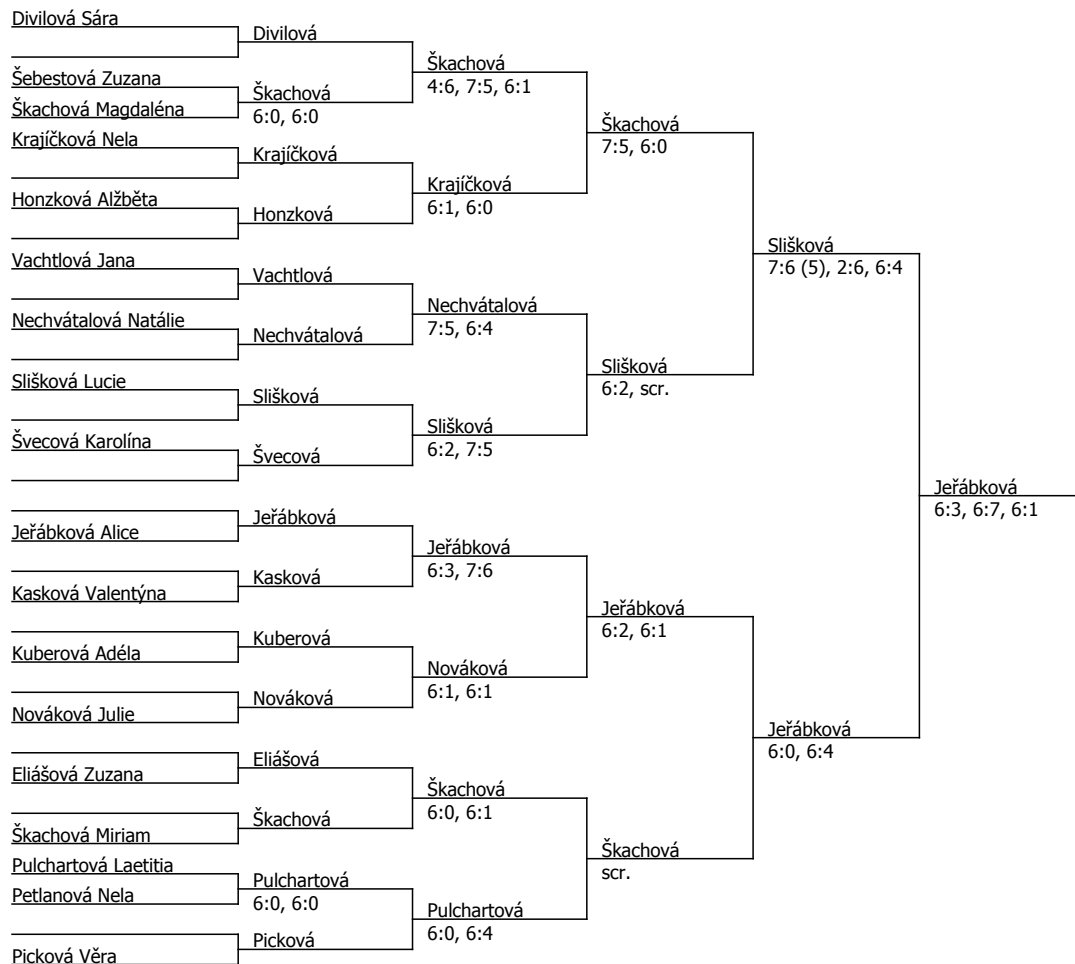 Divilová Sára
Šebestová Zuzana
Škachová Magdaléna
Krajíčková Nela
Honzková Alžběta
Vachtlová Jana
Nechvátalová Natálie
Slišková Lucie
Švecová Karolína
Jeřábková Alice
Kasková Valentýna
Kuberová Adéla
Nováková Julie
Eliášová Zuzana
Škachová Miriam
Pulchartová Laetitia
Petlanová Nela
Picková Věra
Divilová
Škachová
6:0, 6:0
Krajíčková
Honzková
Vachtlová
Nechvátalová
Slišková
Švecová
Jeřábková
Kasková
Kuberová
Nováková
Eliášová
Škachová
Pulchartová
6:0, 6:0
Picková
Škachová
4:6, 7:5, 6:1
Krajíčková
6:1, 6:0
Nechvátalová
7:5, 6:4
Slišková
6:2, 7:5
Jeřábková
6:3, 7:6
Nováková
6:1, 6:1
Škachová
6:0, 6:1
Pulchartová
6:0, 6:4
Škachová
7:5, 6:0
Slišková
6:2, scr.
Jeřábková
6:2, 6:1
Škachová
scr.
Slišková
7:6 (5), 2:6, 6:4
Jeřábková
6:0, 6:4
Jeřábková
6:3, 6:7, 6:1